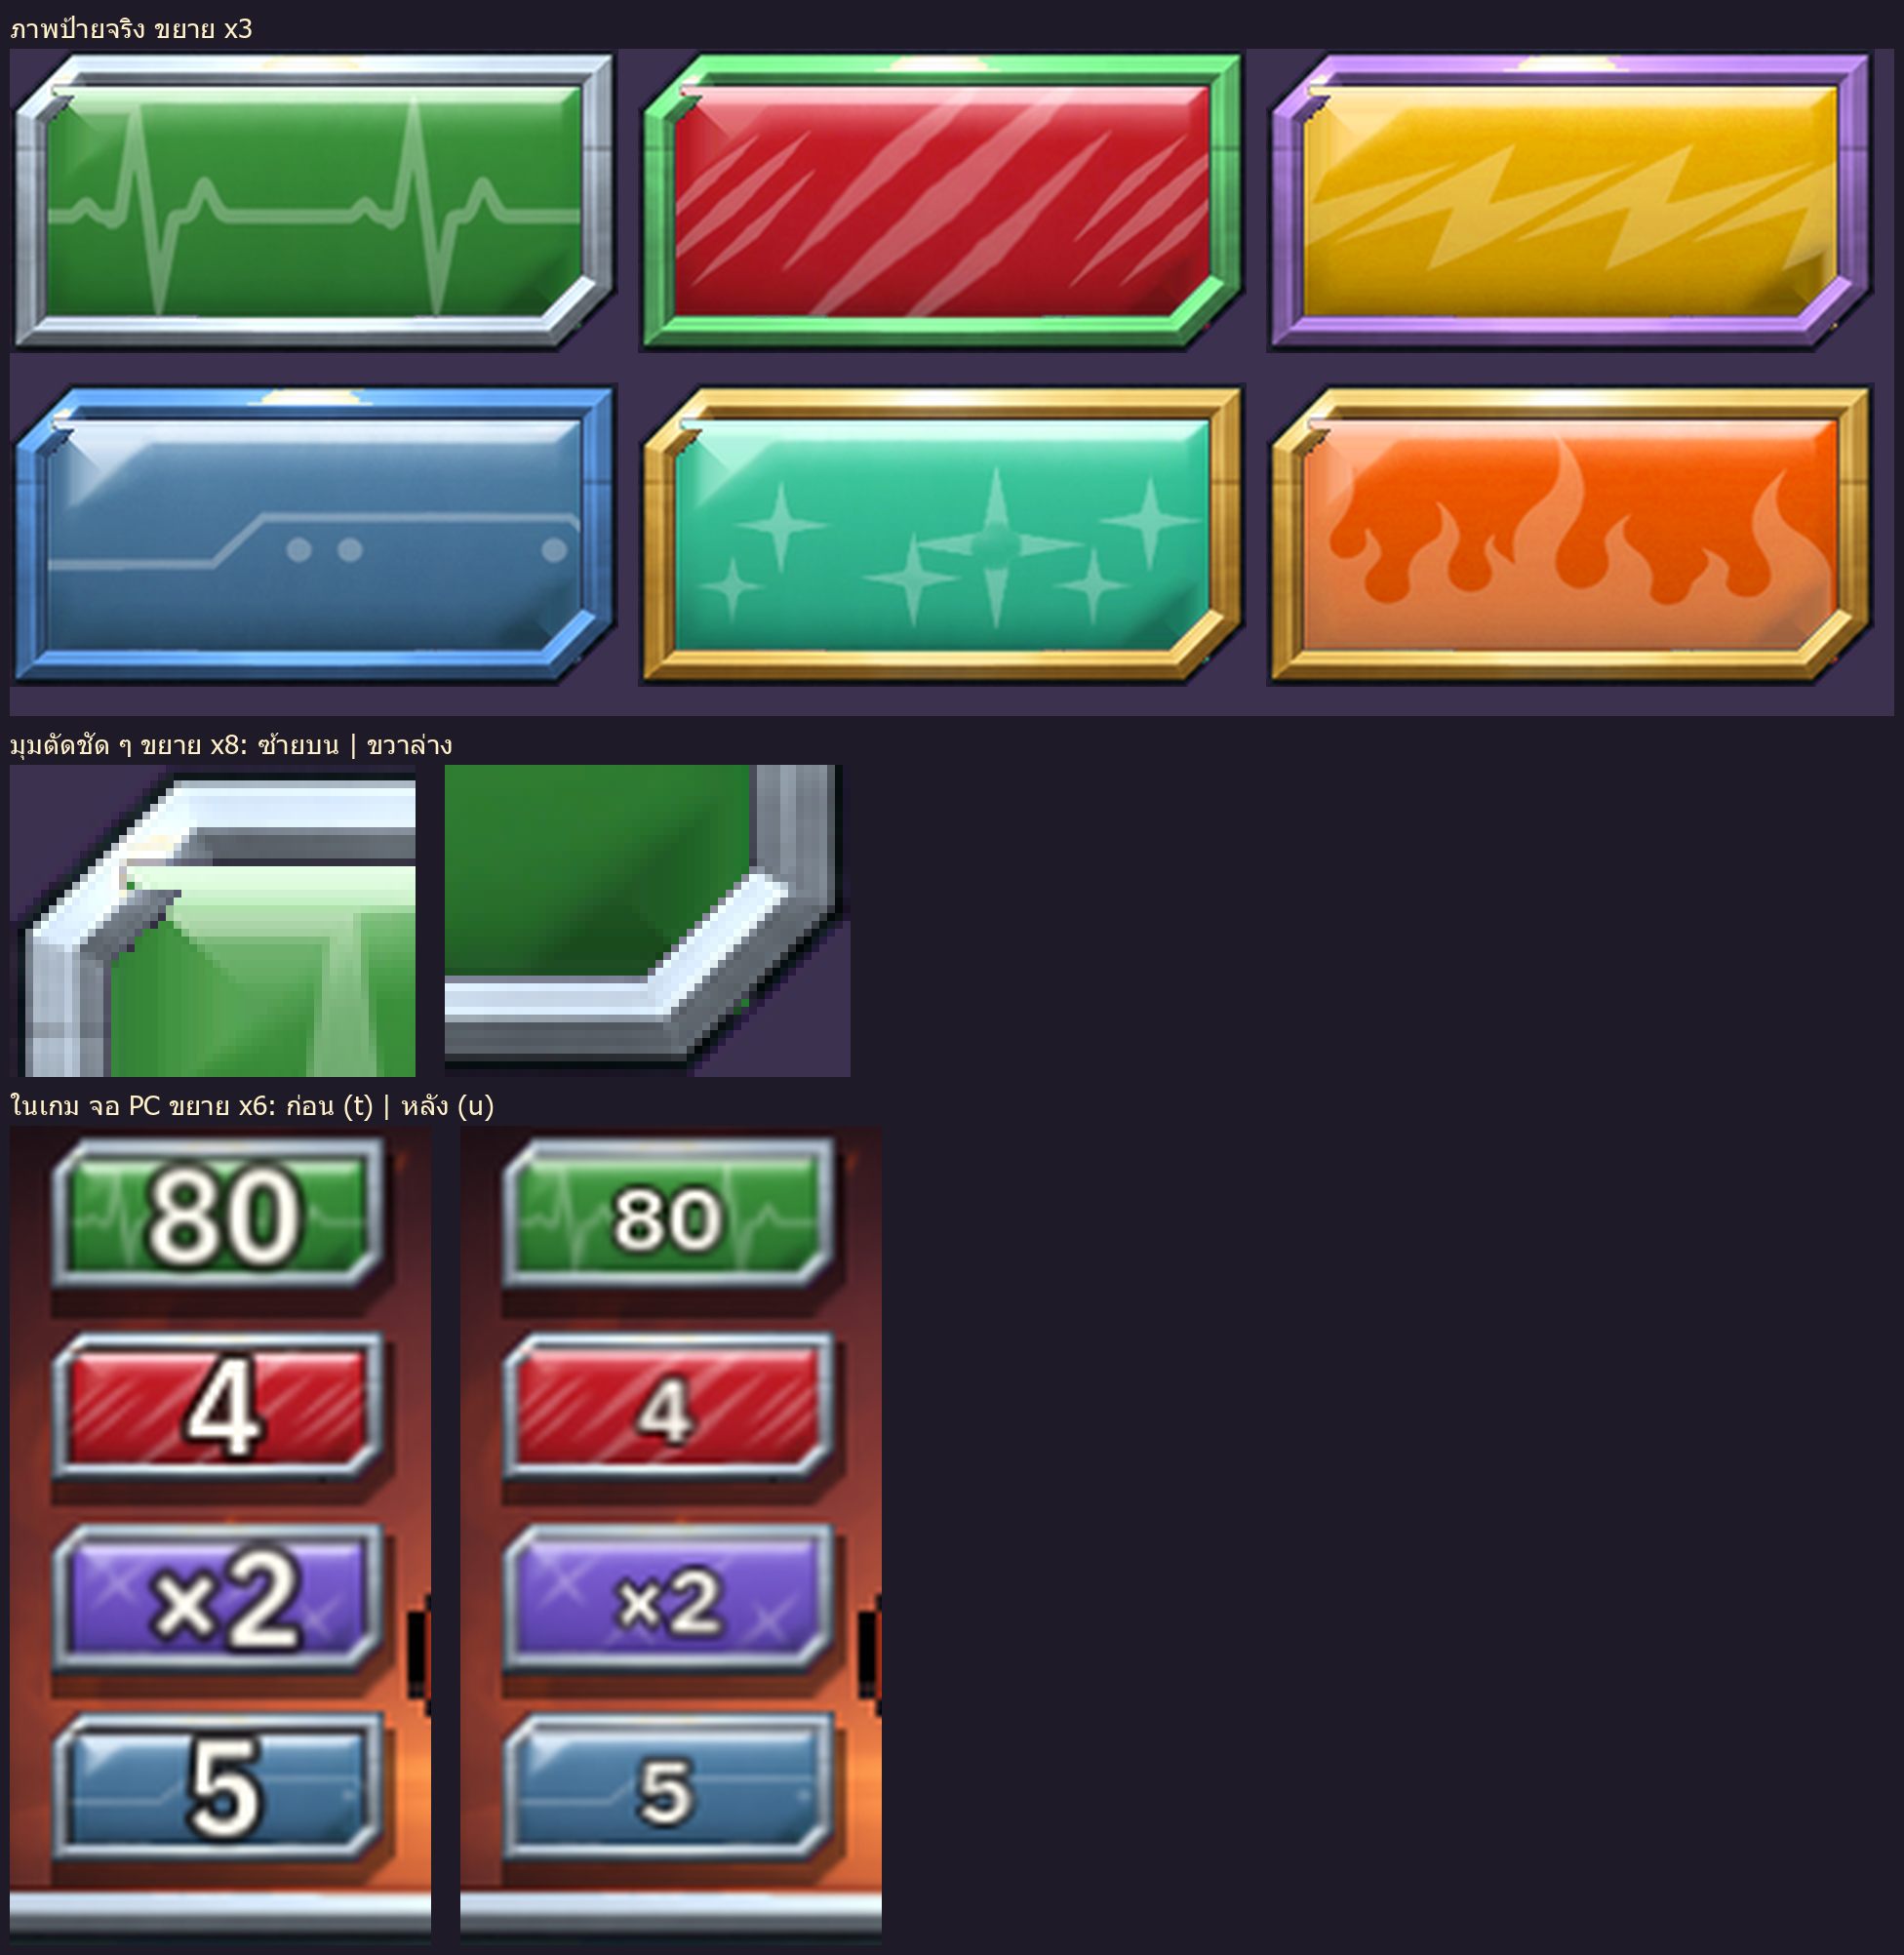 ภาพป้ายจริง ขยาย x3
มุมตัดชัด ๆ ขยาย x8: ซ้ายบน | ขวาล่าง
ในเกม จอ PC ขยาย x6: ก่อน (t) | หลัง (u)
80 80
4 4
×2 ×2
5 5